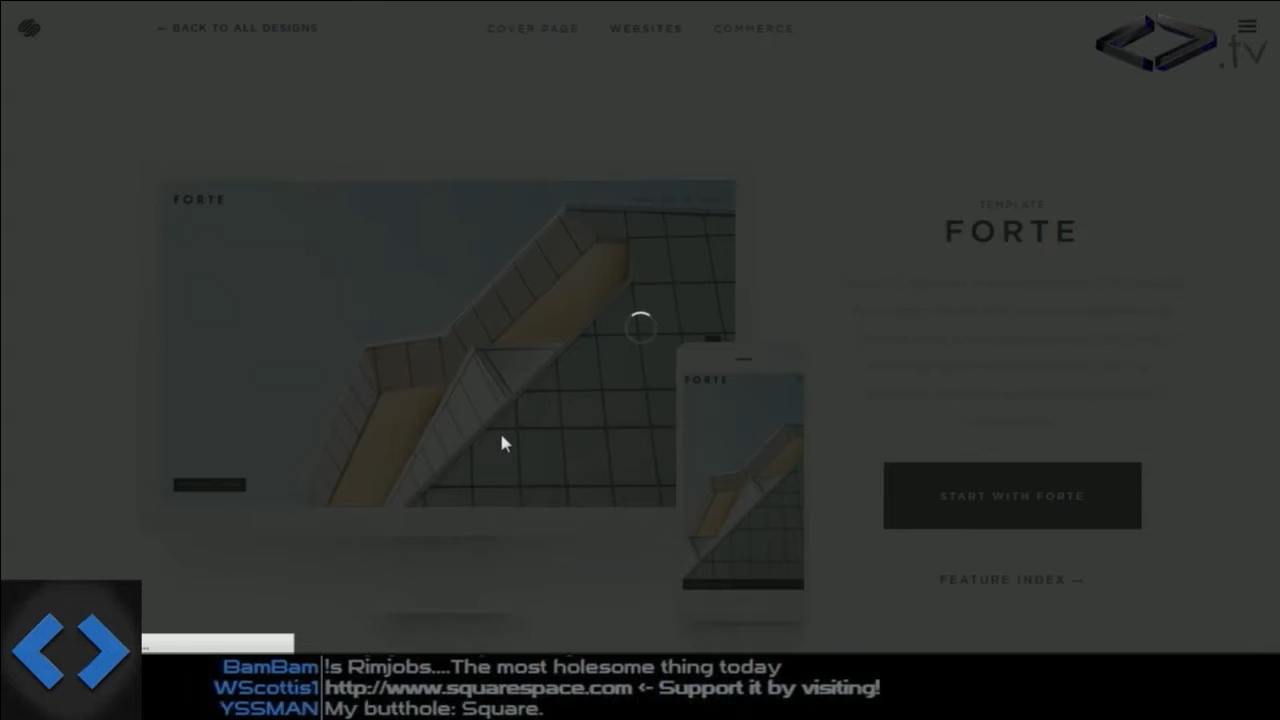 ← BACK TO ALL DESIGNS
COVER PAGE
WEBSITES
COMMERCE
.tv
FORTE
TEMPLATE
FORTE
FORTE
START WITH FORTE
FEATURE INDEX →
BamBam !s Rimjobs....The most holesome thing today
WScottis1 http://www.squarespace.com <- Support it by visiting!
YSSMAN My butthole: Square.